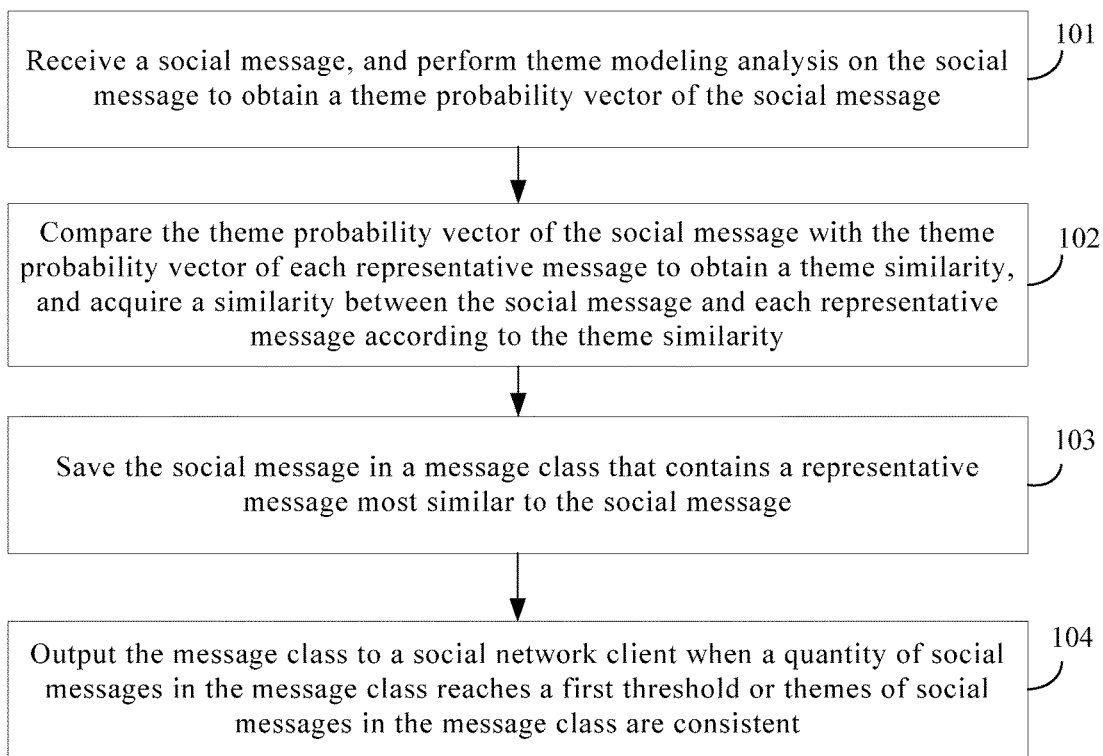 Receive a social message, and perform theme modeling analysis on the social
message to obtain a theme probability vector of the social message
101
Compare the theme probability vector of the social message with the theme
probability vector of each representative message to obtain a theme similarity,
and acquire a similarity between the social message and each representative
message according to the theme similarity
102
Save the social message in a message class that contains a representative
message most similar to the social message
103
Output the message class to a social network client when a quantity of social
messages in the message class reaches a first threshold or themes of social
messages in the message class are consistent
104